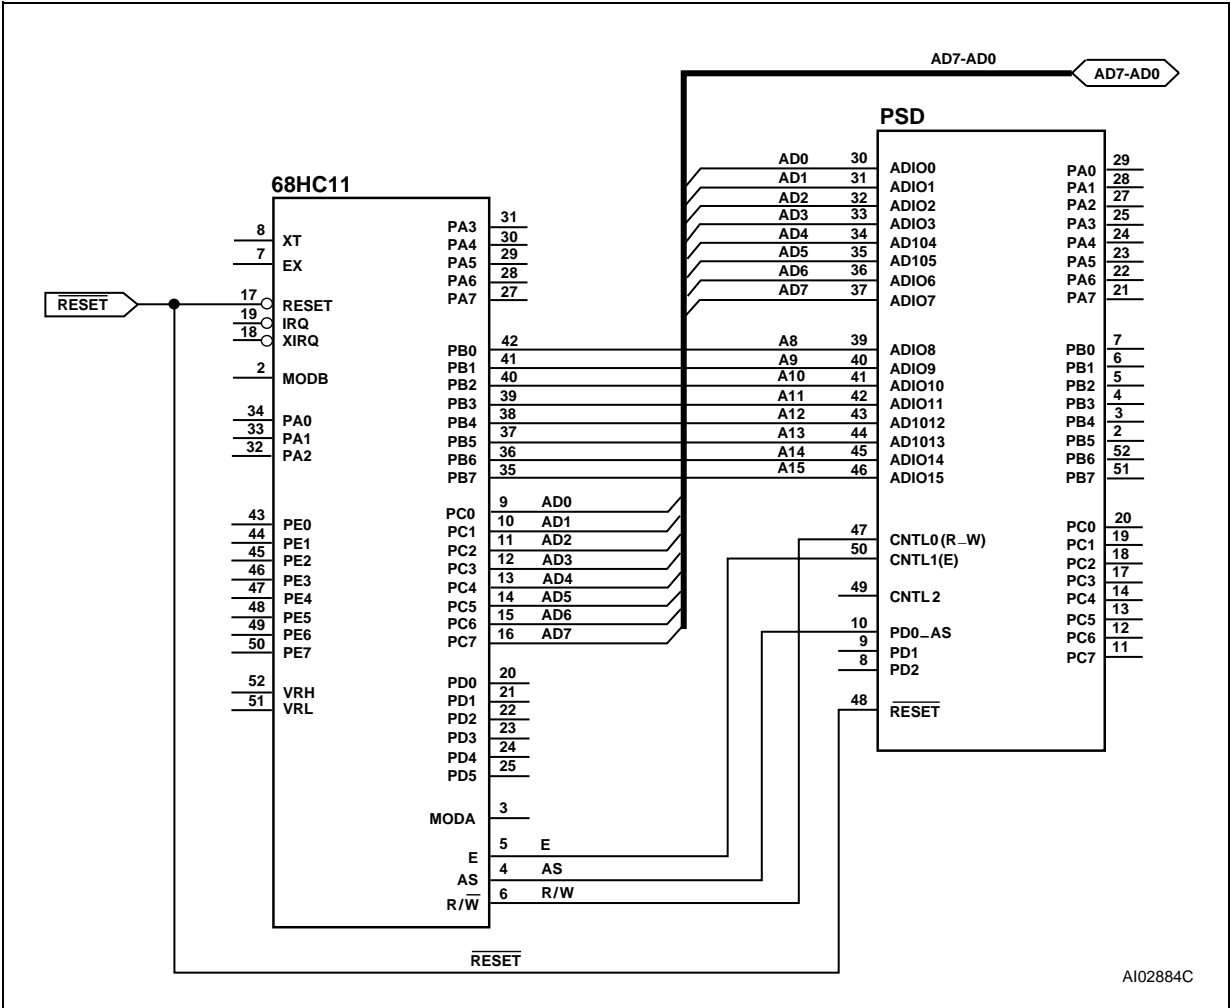 AD7-AD0
AD7-AD0
PSD
68HC11
RESET
8 XT
7 EX
17 RESET
19 IRQ
18 XIRQ
2 MODB
34 PA0
33 PA1
32 PA2
43 PE0
44 PE1
45 PE2
46 PE3
47 PE4
48 PE5
49 PE6
50 PE7
52 VRH
51 VRL
PA3 31
PA4 30
PA5 29
PA6 28
PA7 27
PB0 42
PB1 41
PB2 40
PB3 39
PB4 38
PB5 37
PB6 36
PB7 35
PC0 9 AD0
PC1 10 AD1
PC2 11 AD2
PC3 12 AD3
PC4 13 AD4
PC5 14 AD5
PC6 15 AD6
PC7 16 AD7
PD0 20
PD1 21
PD2 22
PD3 23
PD4 24
PD5 25
MODA 3
E 5 E
AS 4 AS
R/W 6 R/W
AD0 30 ADIO0
AD1 31 ADIO1
AD2 32 ADIO2
AD3 33 ADIO3
AD4 34 AD104
AD5 35 AD105
AD6 36 ADIO6
AD7 37 ADIO7
A8 39 ADIO8
A9 40 ADIO9
A10 41 ADIO10
A11 42 ADIO11
A12 43 AD1012
A13 44 AD1013
A14 45 ADIO14
A15 46 ADIO15
47 CNTL0(R_W)
50 CNTL1(E)
49 CNTL2
10 PD0_AS
9 PD1
8 PD2
48 RESET
PA0 29
PA1 28
PA2 27
PA3 25
PA4 24
PA5 23
PA6 22
PA7 21
PB0 7
PB1 6
PB2 5
PB3 4
PB4 3
PB5 2
PB6 52
PB7 51
PC0 20
PC1 19
PC2 18
PC3 17
PC4 14
PC5 13
PC6 12
PC7 11
RESET
AI02884C